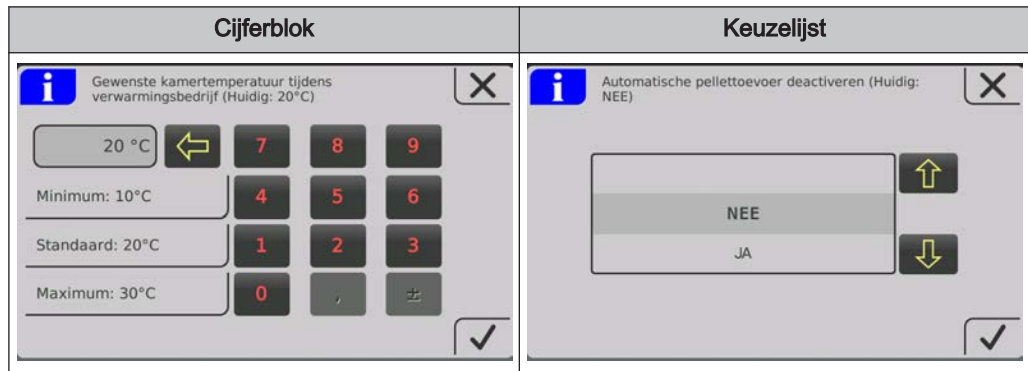 Cijferblok
Keuzelijst
i
Gewenste kamertemperatuur tijdens
verwarmingsbedrijf (Huidig: 20°C)
20 °C
7 8 9
Minimum: 10°C
4 5 6
Standaard: 20°C
1 2 3
Maximum: 30°C
0 , ±
i
Automatische pellettoevoer deactiveren (Huidig:
NEE)
NEE
JA